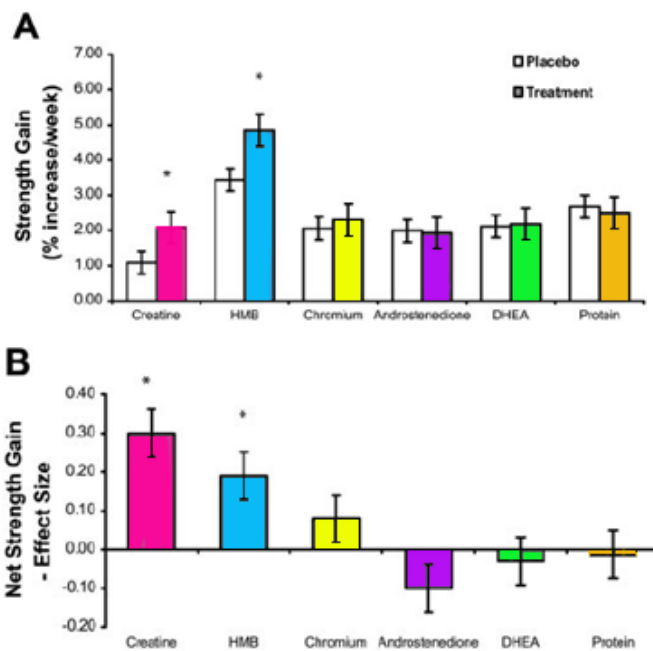 A
Strength Gain
(% increase/week)
7.00
6.00
5.00
4.00
3.00
2.00
1.00
0.00
*
*
Placebo
Treatment
Creatine
HMB
Chromium
Androstenedione
DHEA
Protein
B
Net Strength Gain
- Effect Size
0.40
0.30
0.20
0.10
0.00
-0.10
-0.20
*
*
Creatine
HMB
Chromium
Androstenedione
DHEA
Protein